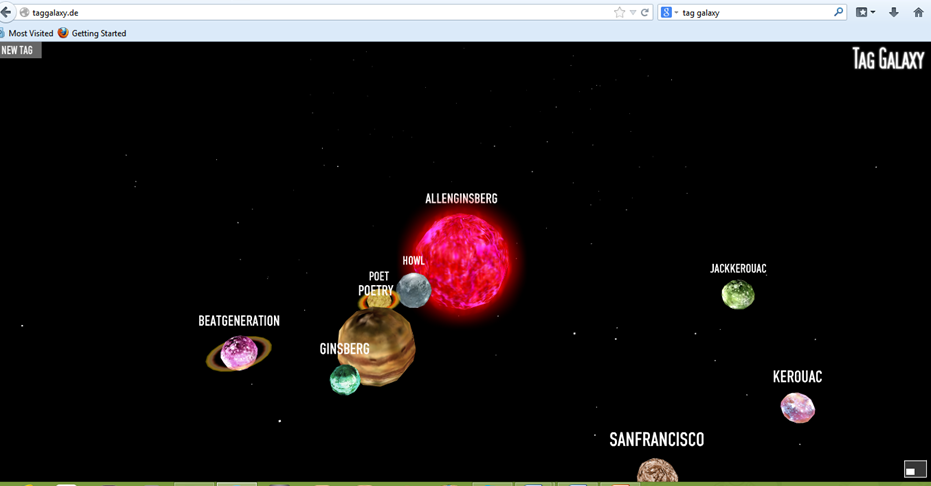 taggalaxy.de
tag galaxy
Most Visited
Getting Started
NEW TAG
TAG GALAXY
ALLENGINSBERG
HOWL
JACKKEROUAC
POET
POETRY
BEATGENERATION
GINSBERG
KEROUAC
SANFRANCISCO